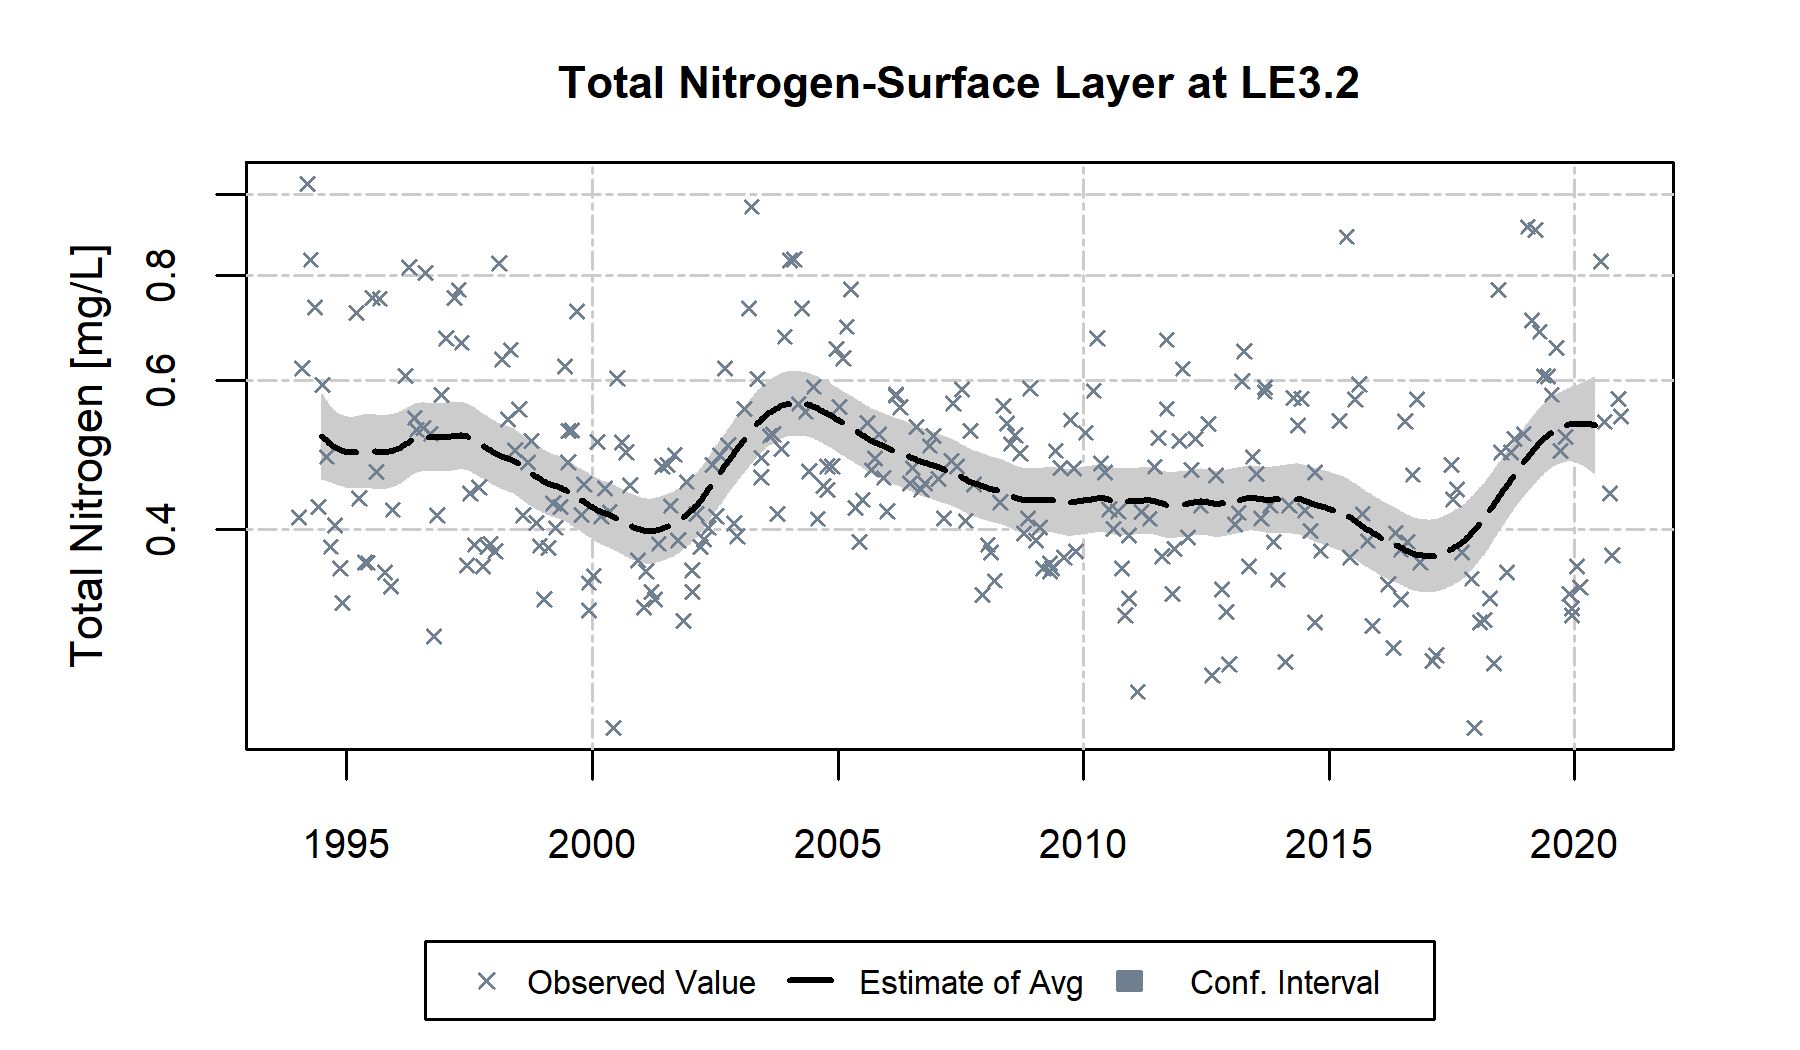 Total Nitrogen-Surface Layer at LE3.2
Total Nitrogen [mg/L]
0.8
0.6
0.4
1995 2000 2005 2010 2015 2020
Observed Value Estimate of Avg Conf. Interval